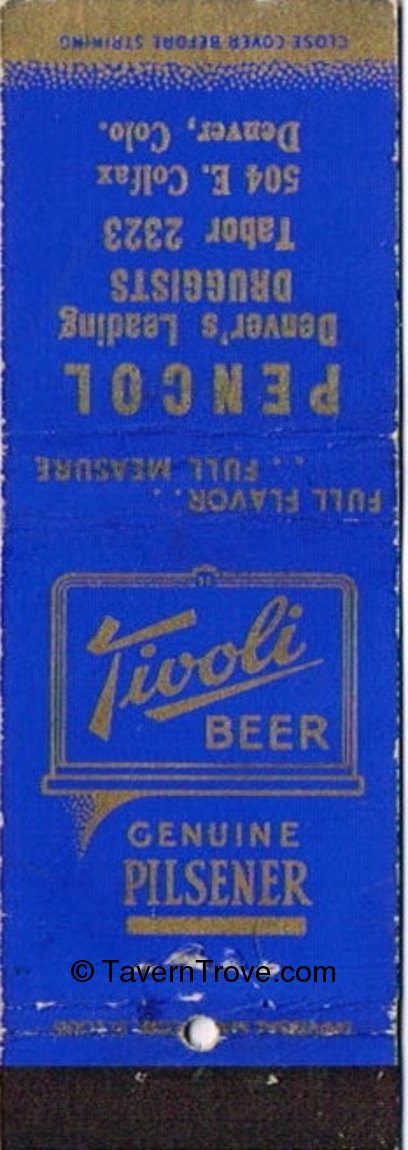 CLOSE COVER BEFORE STRIKING
PENCOL
Denver's Leading
DRUGGISTS
Tabor 2323
504 E. Colfax
Denver, Colo.
FULL FLAVOR . .
. . FULL MEASURE
Tivoli
BEER
GENUINE
PILSENER
© TavernTrove.com
UNIVERSAL